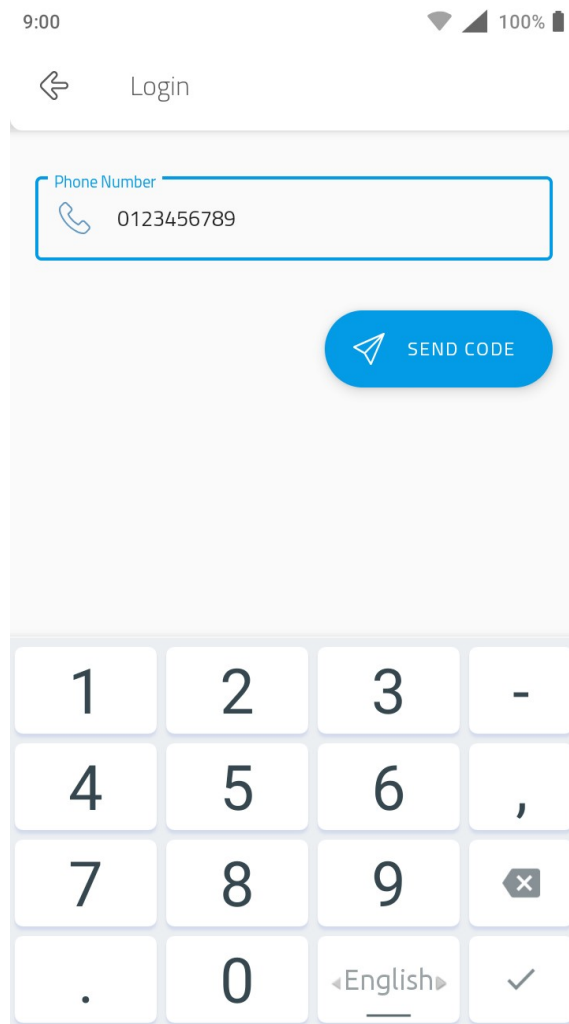 9:00 100%
Login
Phone Number
0123456789
SEND CODE
1 2 3 -
4 5 6 ,
7 8 9
. 0 English